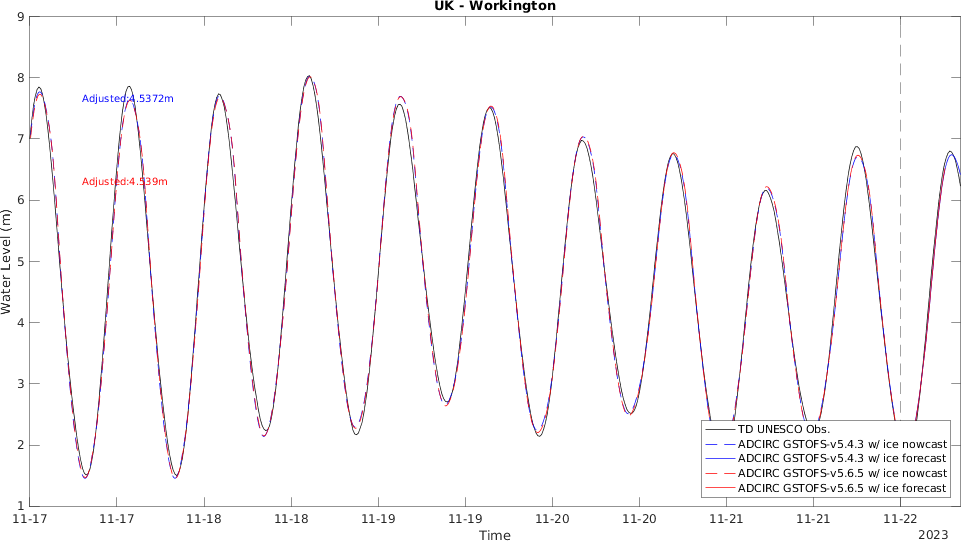 UK - Workington
9
8
7
6
5
4
3
2
1
Water Level (m)
Adjusted:4.5372m
Adjusted:4.539m
TD UNESCO Obs.
ADCIRC GSTOFS-v5.4.3 w/ ice nowcast
ADCIRC GSTOFS-v5.4.3 w/ ice forecast
ADCIRC GSTOFS-v5.6.5 w/ ice nowcast
ADCIRC GSTOFS-v5.6.5 w/ ice forecast
11-17 11-17 11-18 11-18 11-19 11-19 11-20 11-20 11-21 11-21 11-22
Time
2023